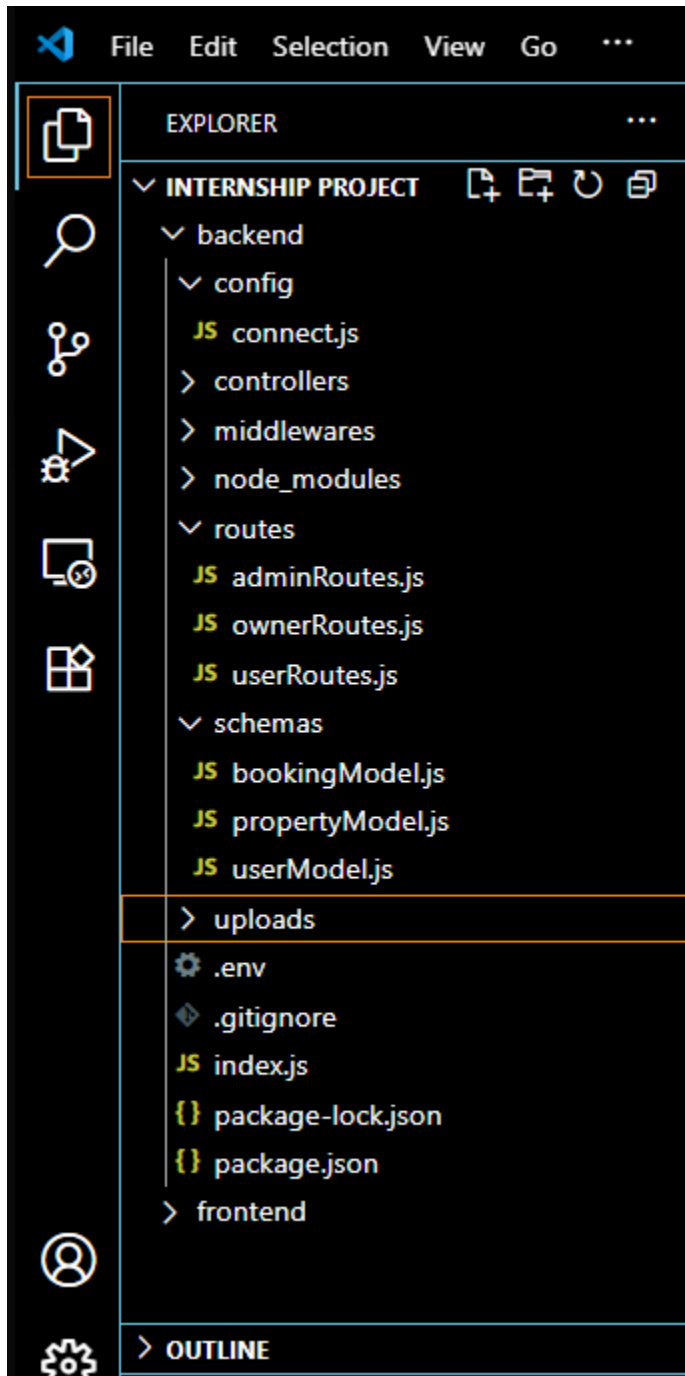 File Edit Selection View Go ...
EXPLORER ...
INTERNSHIP PROJECT
backend
config
JS connect.js
controllers
middlewares
node_modules
routes
JS adminRoutes.js
JS ownerRoutes.js
JS userRoutes.js
schemas
JS bookingModel.js
JS propertyModel.js
JS userModel.js
uploads
.env
.gitignore
JS index.js
{} package-lock.json
{} package.json
frontend
OUTLINE